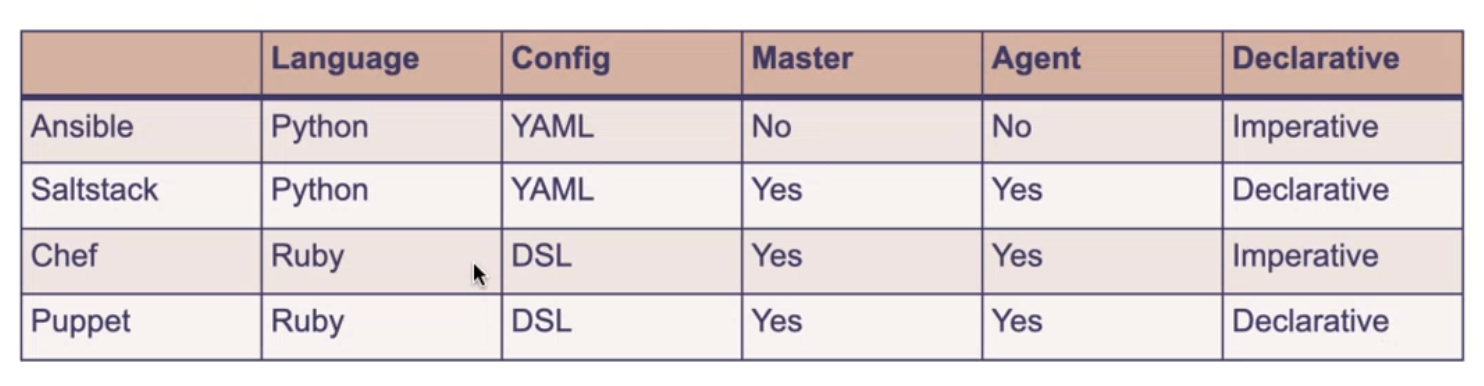 Language Config Master Agent Declarative
Ansible Python YAML No No Imperative
Saltstack Python YAML Yes Yes Declarative
Chef Ruby DSL Yes Yes Imperative
Puppet Ruby DSL Yes Yes Declarative